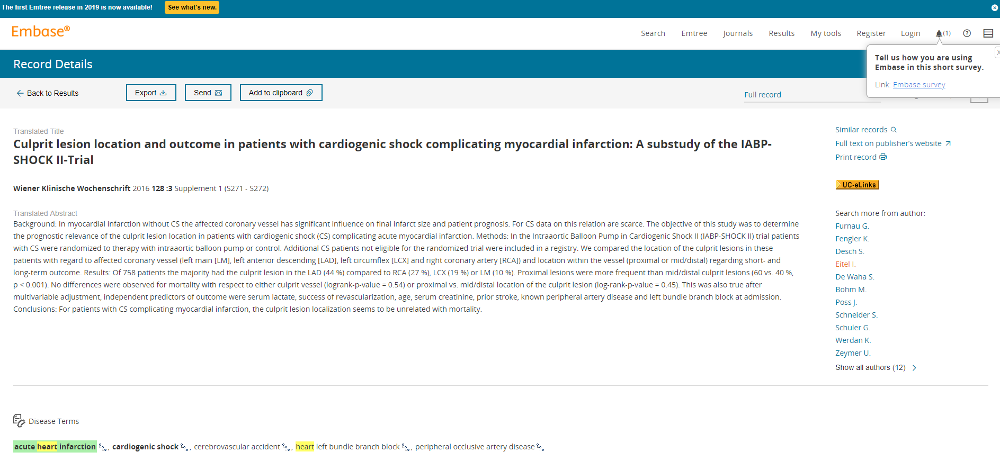 The first Emtree release in 2019 is now available! See what's new.
Embase®
Search Emtree Journals Results My tools Register Login (1)
Record Details
Tell us how you are using
Embase in this short survey.
Link: Embase survey
Back to Results Export Send Add to clipboard
Full record
Translated Title
Culprit lesion location and outcome in patients with cardiogenic shock complicating myocardial infarction: A substudy of the IABP-
SHOCK II-Trial
Wiener Klinische Wochenschrift 2016 128 :3 Supplement 1 (S271 - S272)
Translated Abstract
Background: In myocardial infarction without CS the affected coronary vessel has significant influence on final infarct size and patient prognosis. For CS data on this relation are scarce. The objective of this study was to determine
the prognostic relevance of the culprit lesion location in patients with cardiogenic shock (CS) complicating acute myocardial infarction. Methods: In the Intraaortic Balloon Pump in Cardiogenic Shock II (IABP-SHOCK II) trial patients
with CS were randomized to therapy with intraaortic balloon pump or control. Additional CS patients not eligible for the randomized trial were included in a registry. We compared the location of the culprit lesions in these
patients with regard to affected coronary vessel (left main [LM], left anterior descending [LAD], left circumflex [LCX] and right coronary artery [RCA]) and location within the vessel (proximal or mid/distal) regarding short- and
long-term outcome. Results: Of 758 patients the majority had the culprit lesion in the LAD (44 %) compared to RCA (27 %), LCX (19 %) or LM (10 %). Proximal lesions were more frequent than mid/distal culprit lesions (60 vs. 40 %,
p < 0.001). No differences were observed for mortality with respect to either culprit vessel (logrank-p-value = 0.54) or proximal vs. mid/distal location of the culprit lesion (log-rank-p-value = 0.45). This was also true after
multivariable adjustment, independent predictors of outcome were serum lactate, success of revascularization, age, serum creatinine, prior stroke, known peripheral artery disease and left bundle branch block at admission.
Conclusions: For patients with CS complicating myocardial infarction, the culprit lesion localization seems to be unrelated with mortality.
Similar records
Full text on publisher's website
Print record
UC-eLinks
Search more from author:
Furnau G.
Fengler K.
Desch S.
Eitel I.
De Waha S.
Bohm M.
Poss J.
Schneider S.
Schuler G.
Werdan K.
Zeymer U.
Show all authors (12)
Disease Terms
acute heart infarction , cardiogenic shock , cerebrovascular accident , heart left bundle branch block , peripheral occlusive artery disease